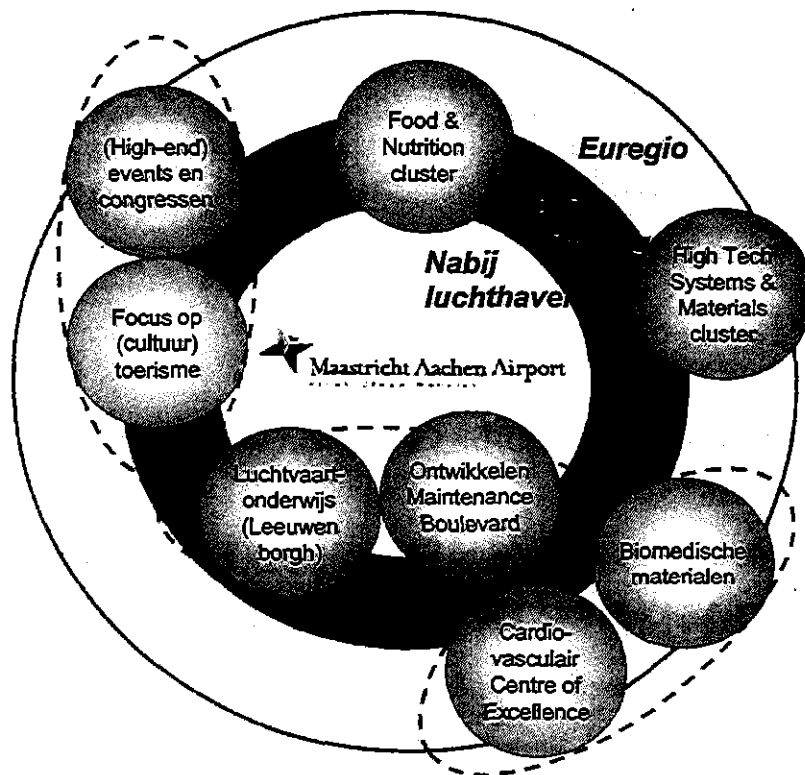 (High-end)
events en
congressen
Food &
Nutrition
cluster
Euregio
High Tech
Systems &
Materials
cluster
Nabij
luchthaven
Focus op
(cultuur)
toerisme
Maastricht Aachen Airport
Luchtvaart-
onderwijs
(Leeuwen
borgh)
Ontwikkelen
Maintenance
Boulevard
Biomedische
materialen
Cardio-
vasculair
Centre of
Excellence